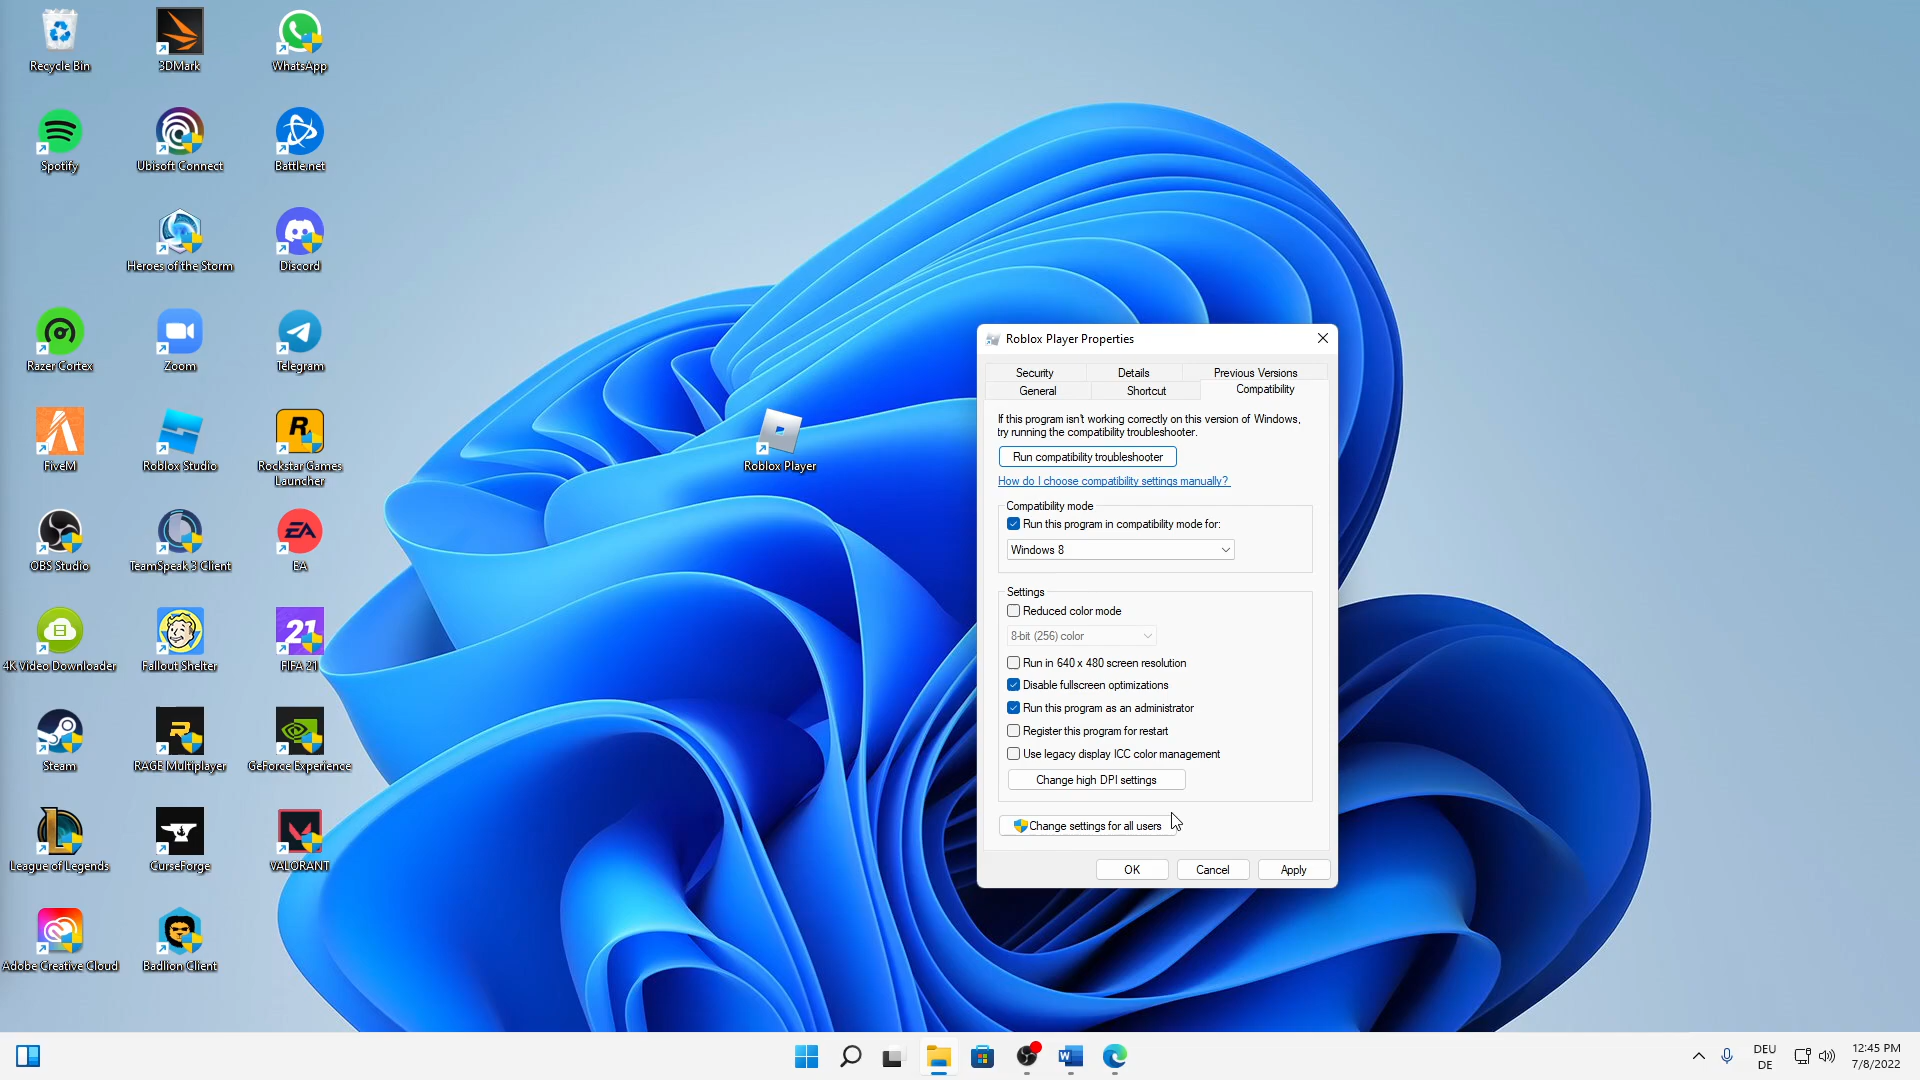 Recycle Bin
3DMark
WhatsApp
Spotify
Ubisoft Connect
Battle.net
Heroes of the Storm
Discord
Razer Cortex
Zoom
Telegram
FiveM
Roblox Studio
Rockstar Games
Launcher
OBS Studio
TeamSpeak 3 Client
EA
4K Video Downloader
Fallout Shelter
21
FIFA 21
Steam
RAGE Multiplayer
GeForce Experience
League of Legends
CurseForge
VALORANT
Adobe Creative Cloud
Badlion Client
Roblox Player
Roblox Player Properties
Security
Details
Previous Versions
General
Shortcut
Compatibility
If this program isn't working correctly on this version of Windows,
try running the compatibility troubleshooter.
Run compatibility troubleshooter
How do I choose compatibility settings manually?
Compatibility mode
Run this program in compatibility mode for:
Windows 8
Settings
Reduced color mode
8-bit (256) color
Run in 640 x 480 screen resolution
Disable fullscreen optimizations
Run this program as an administrator
Register this program for restart
Use legacy display ICC color management
Change high DPI settings
Change settings for all users
OK
Cancel
Apply
DEU
DE
12:45 PM
7/8/2022